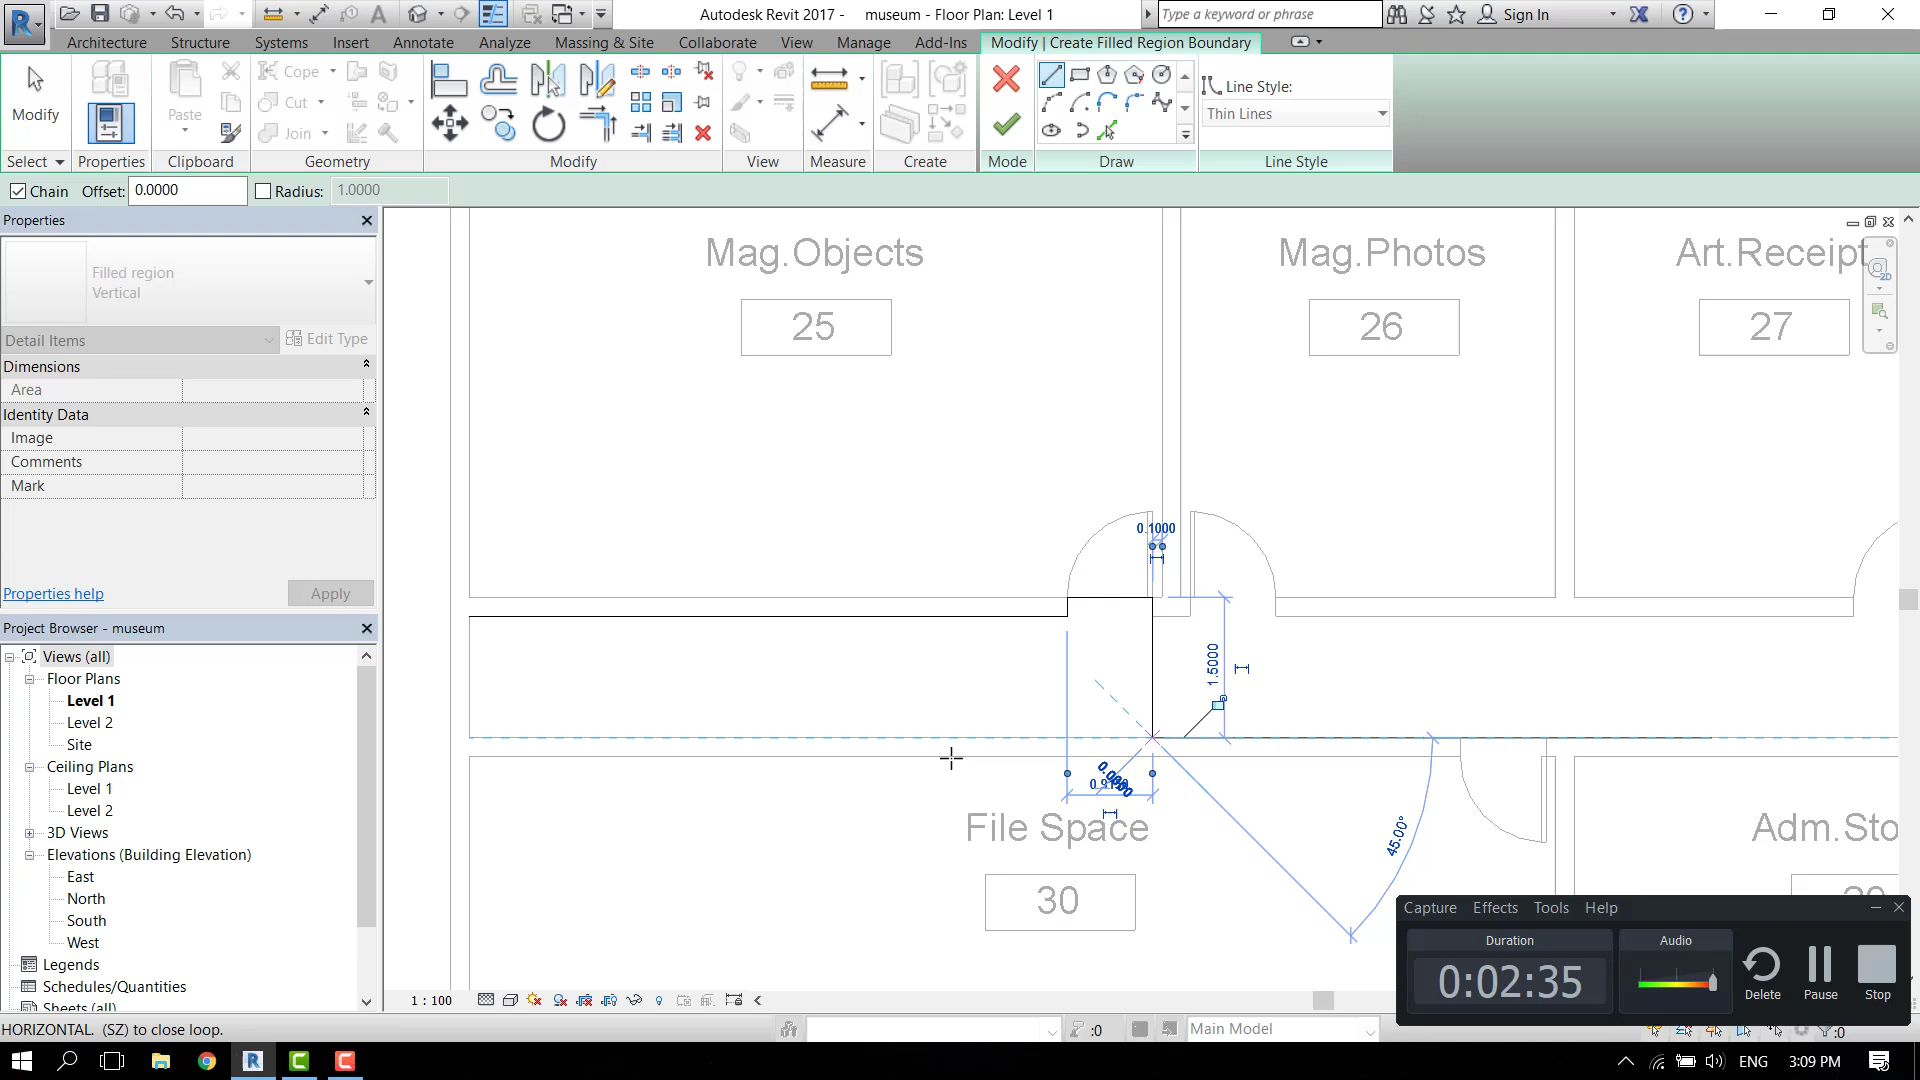 Autodesk Revit 2017 - museum - Floor Plan: Level 1
Type a keyword or phrase
Sign In
Architecture Structure Systems Insert Annotate Analyze Massing & Site Collaborate View Manage Add-Ins Modify | Create Filled Region Boundary
Modify
Paste
Cope
Cut
Join
Line Style:
Thin Lines
Select Properties Clipboard Geometry Modify View Measure Create Mode Draw Line Style
Chain Offset: 0.0000 Radius: 1.0000
Properties
Filled region
Vertical
Detail Items Edit Type
Dimensions
Area
Identity Data
Image
Comments
Mark
Properties help Apply
Project Browser - museum
Views (all)
Floor Plans
Level 1
Level 2
Site
Ceiling Plans
Level 1
Level 2
3D Views
Elevations (Building Elevation)
East
North
South
West
Legends
Schedules/Quantities
Sheets (all)
Mag.Objects
25
Mag.Photos
26
Art.Receipt
27
0.1000
1.5000
45.00°
File Space
30
Adm.Sto
1 : 100
Capture Effects Tools Help
Duration
0:02:35
Audio
Delete Pause Stop
HORIZONTAL. (SZ) to close loop.
:0
Main Model
:0
ENG 3:09 PM